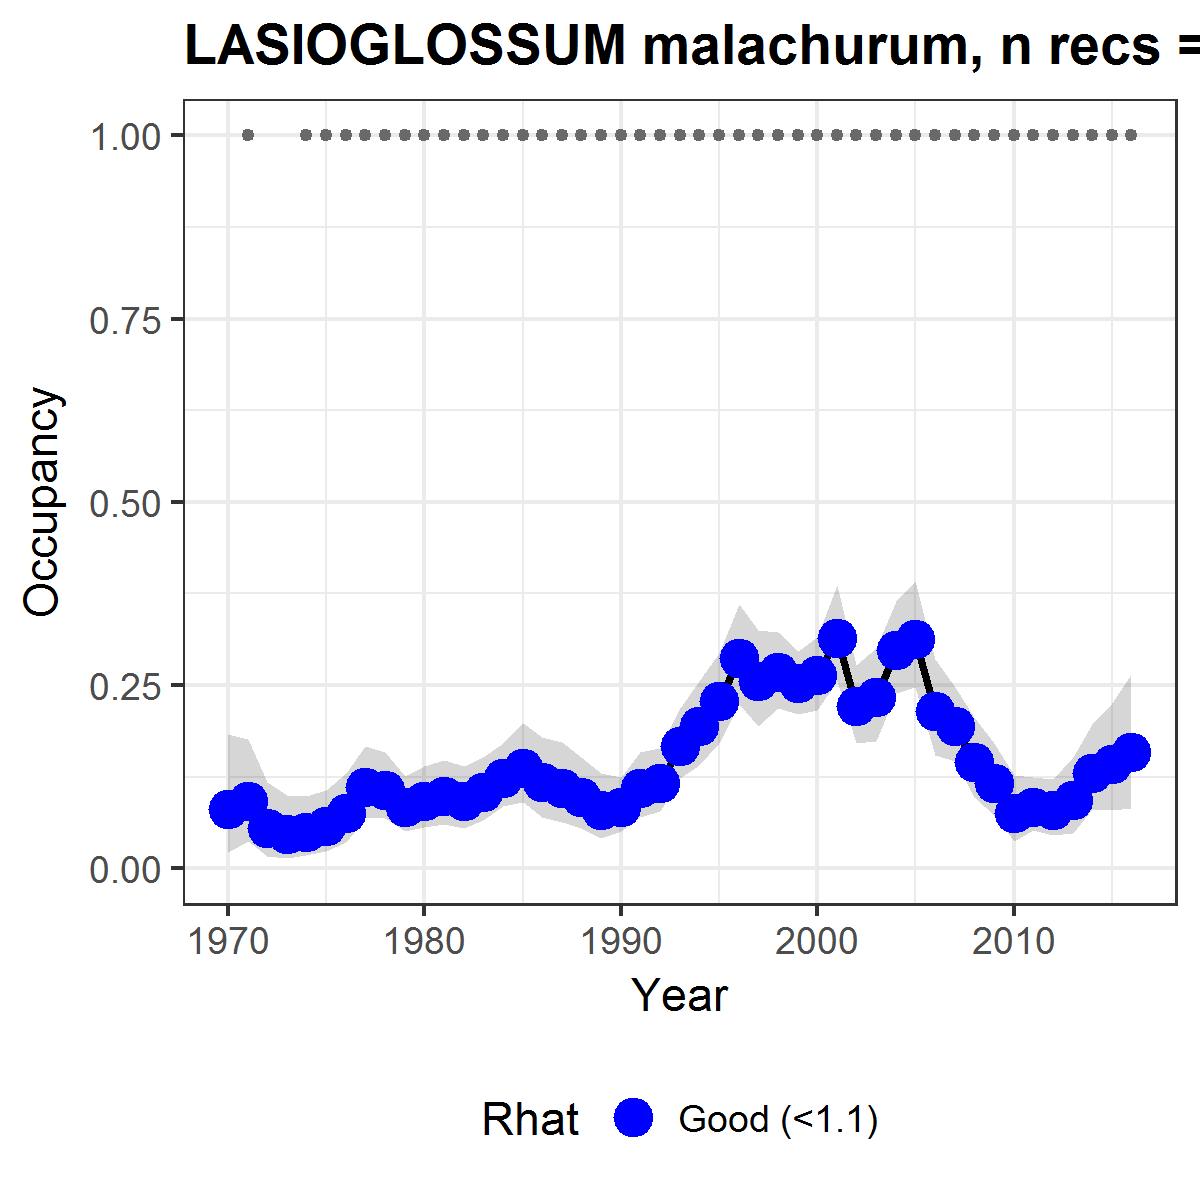 LASIOGLOSSUM malachurum, n recs =
1.00
0.75
0.50
0.25
0.00
Occupancy
1970 1980 1990 2000 2010
Year
Rhat Good (<1.1)